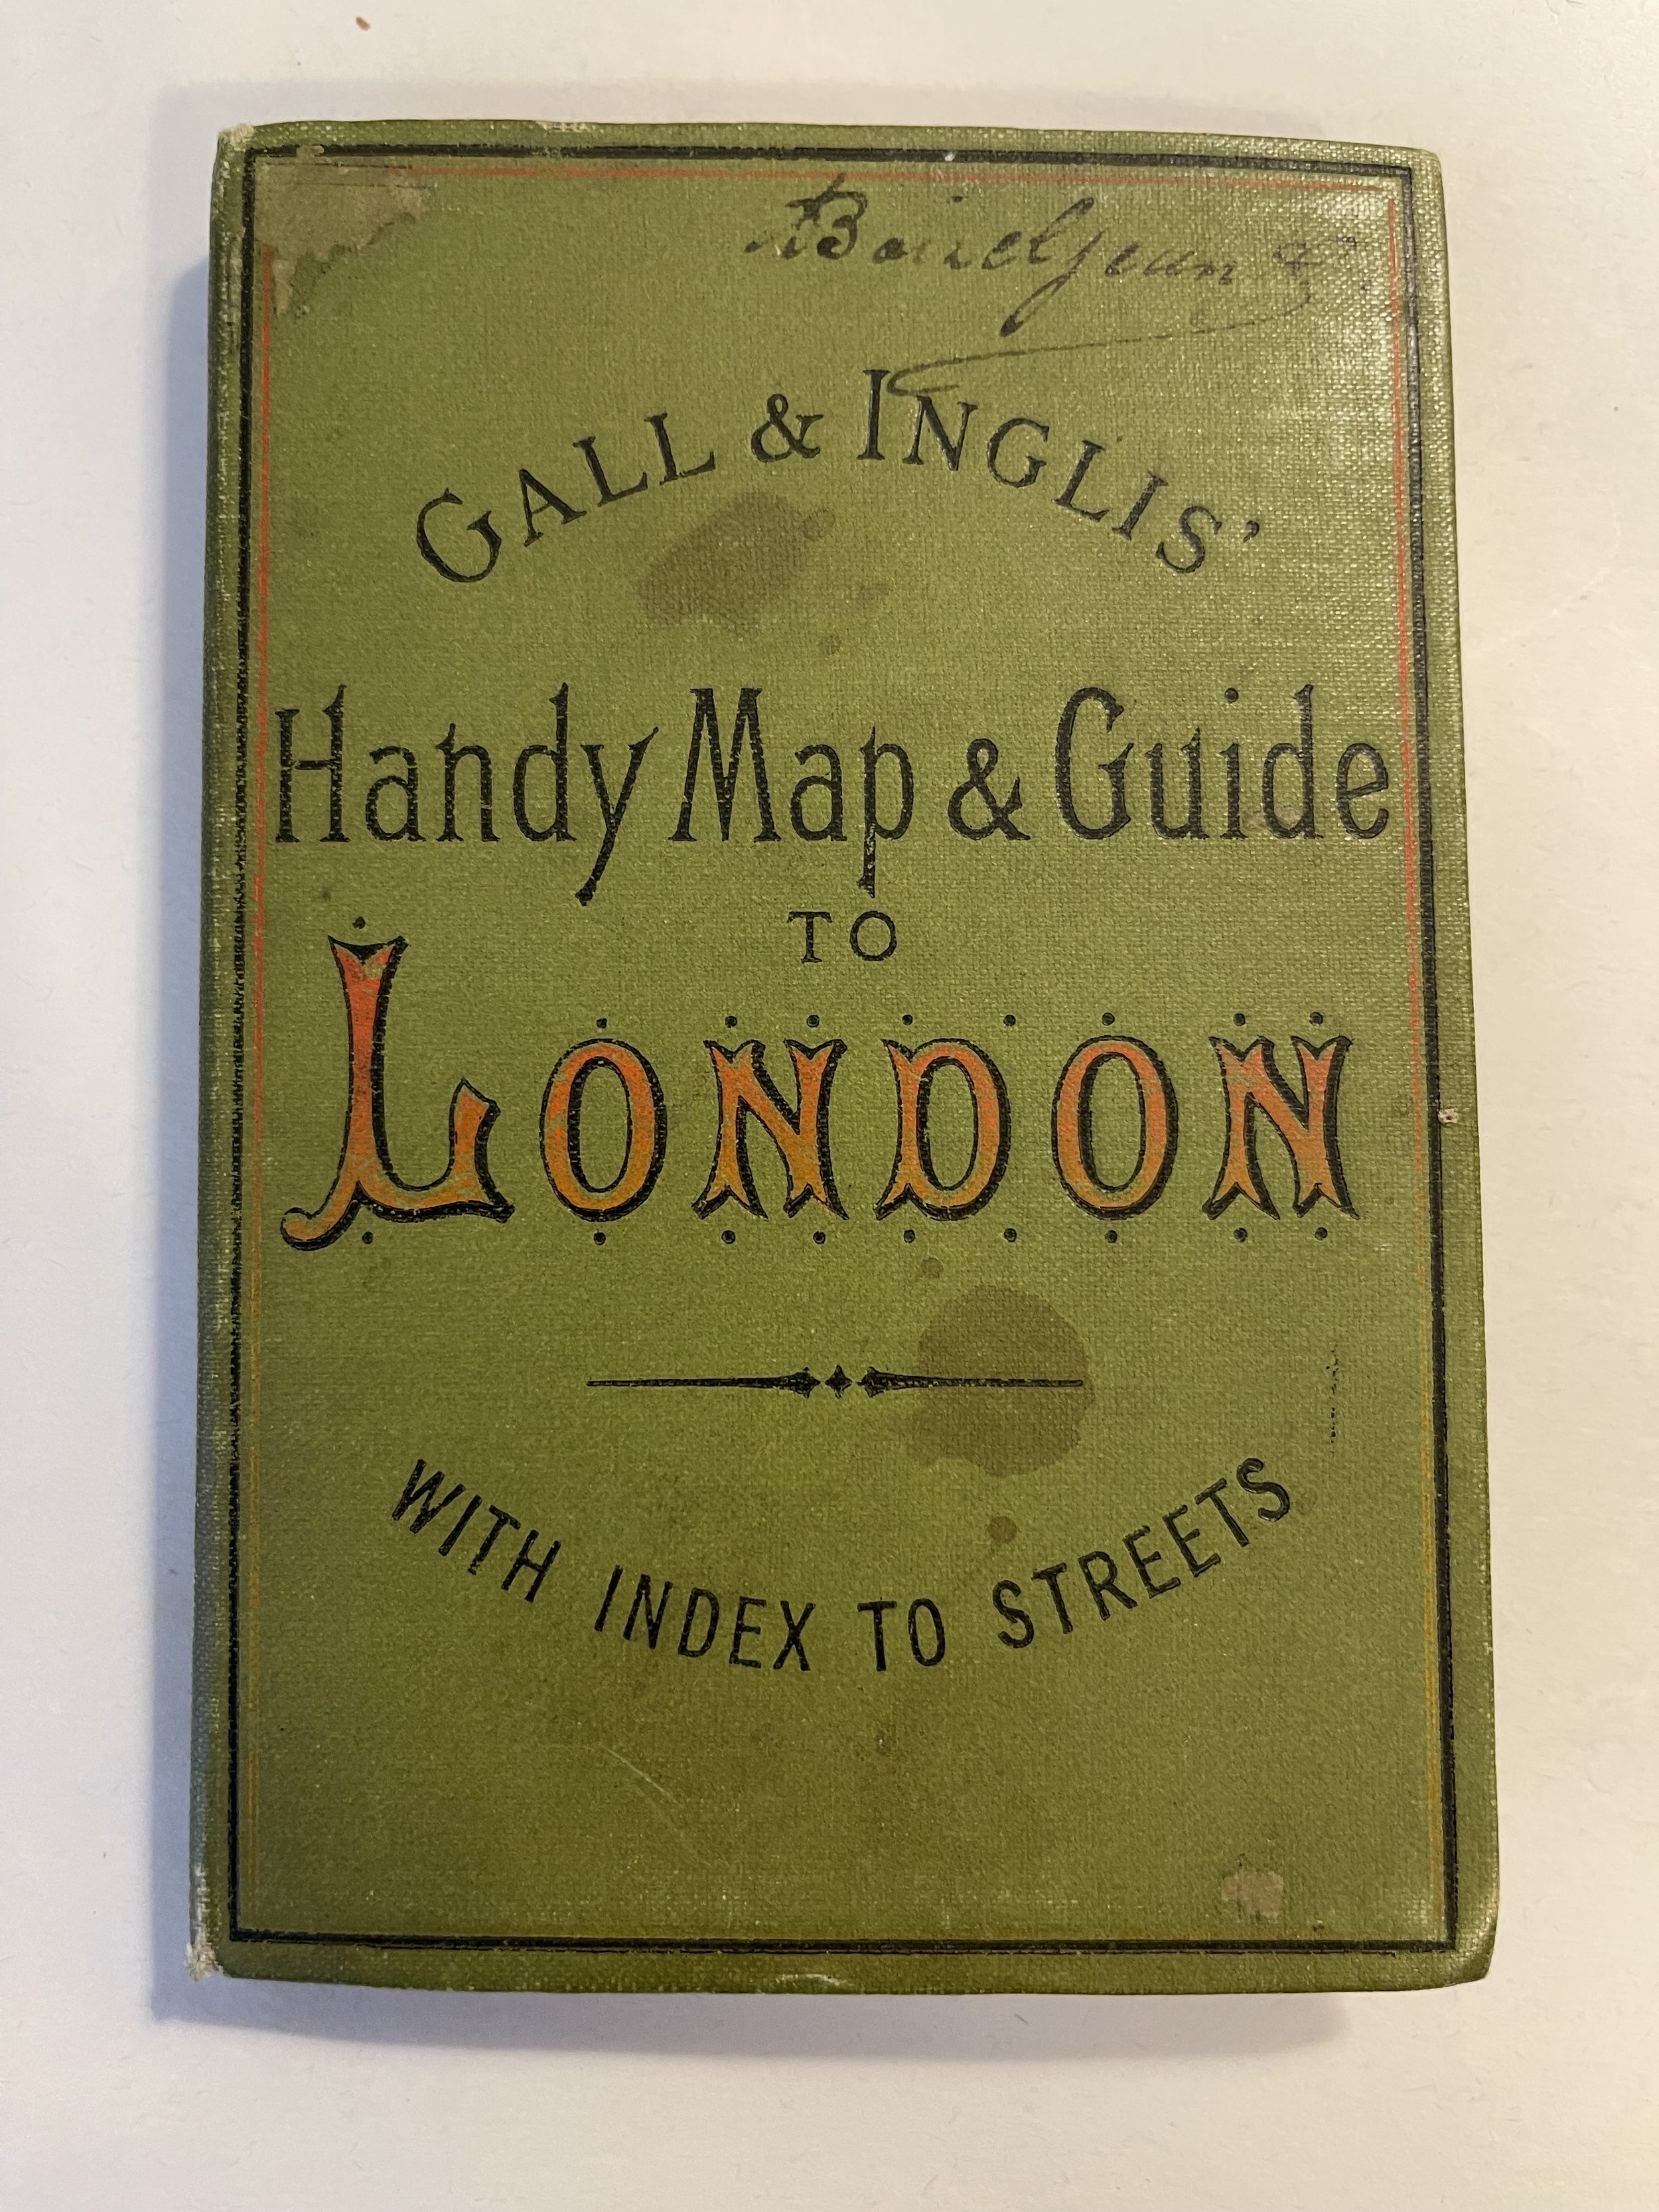 GALL & INGLIS'
Handy Map & Guide
TO
LONDON
WITH INDEX TO STREETS